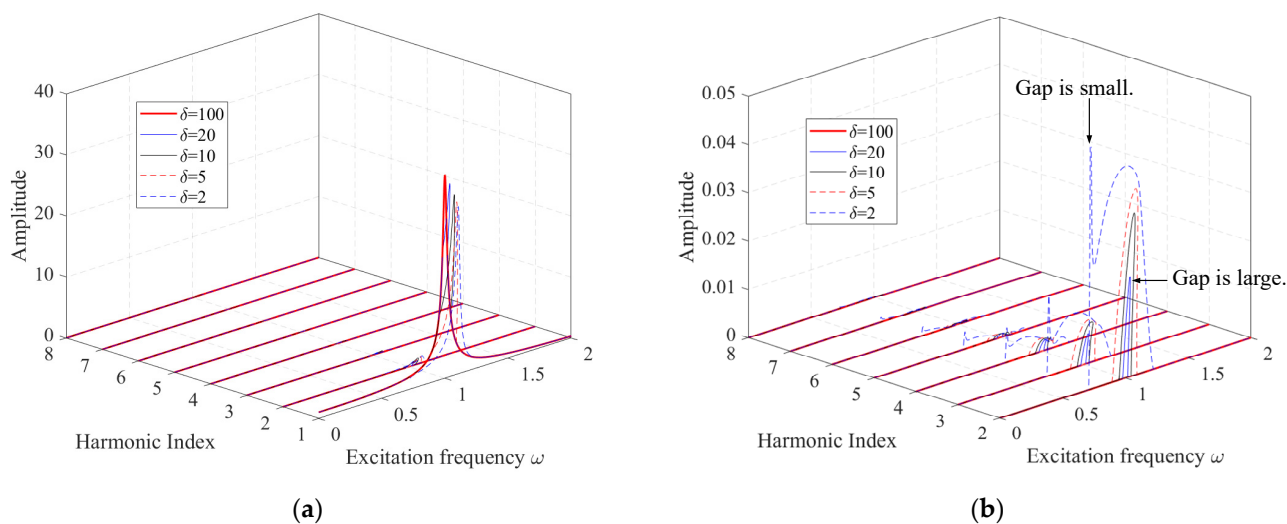 40
30
20
10
0
Amplitude
δ=100
δ=20
δ=10
δ=5
δ=2
8
7
6
5
4
3
2
1
Harmonic Index
0
0.5
1
1.5
2
Excitation frequency ω
(a)
0.05
0.04
0.03
0.02
0.01
0
Amplitude
δ=100
δ=20
δ=10
δ=5
δ=2
Gap is small.
Gap is large.
8
7
6
5
4
3
2
Harmonic Index
0
0.5
1
1.5
2
Excitation frequency ω
(b)